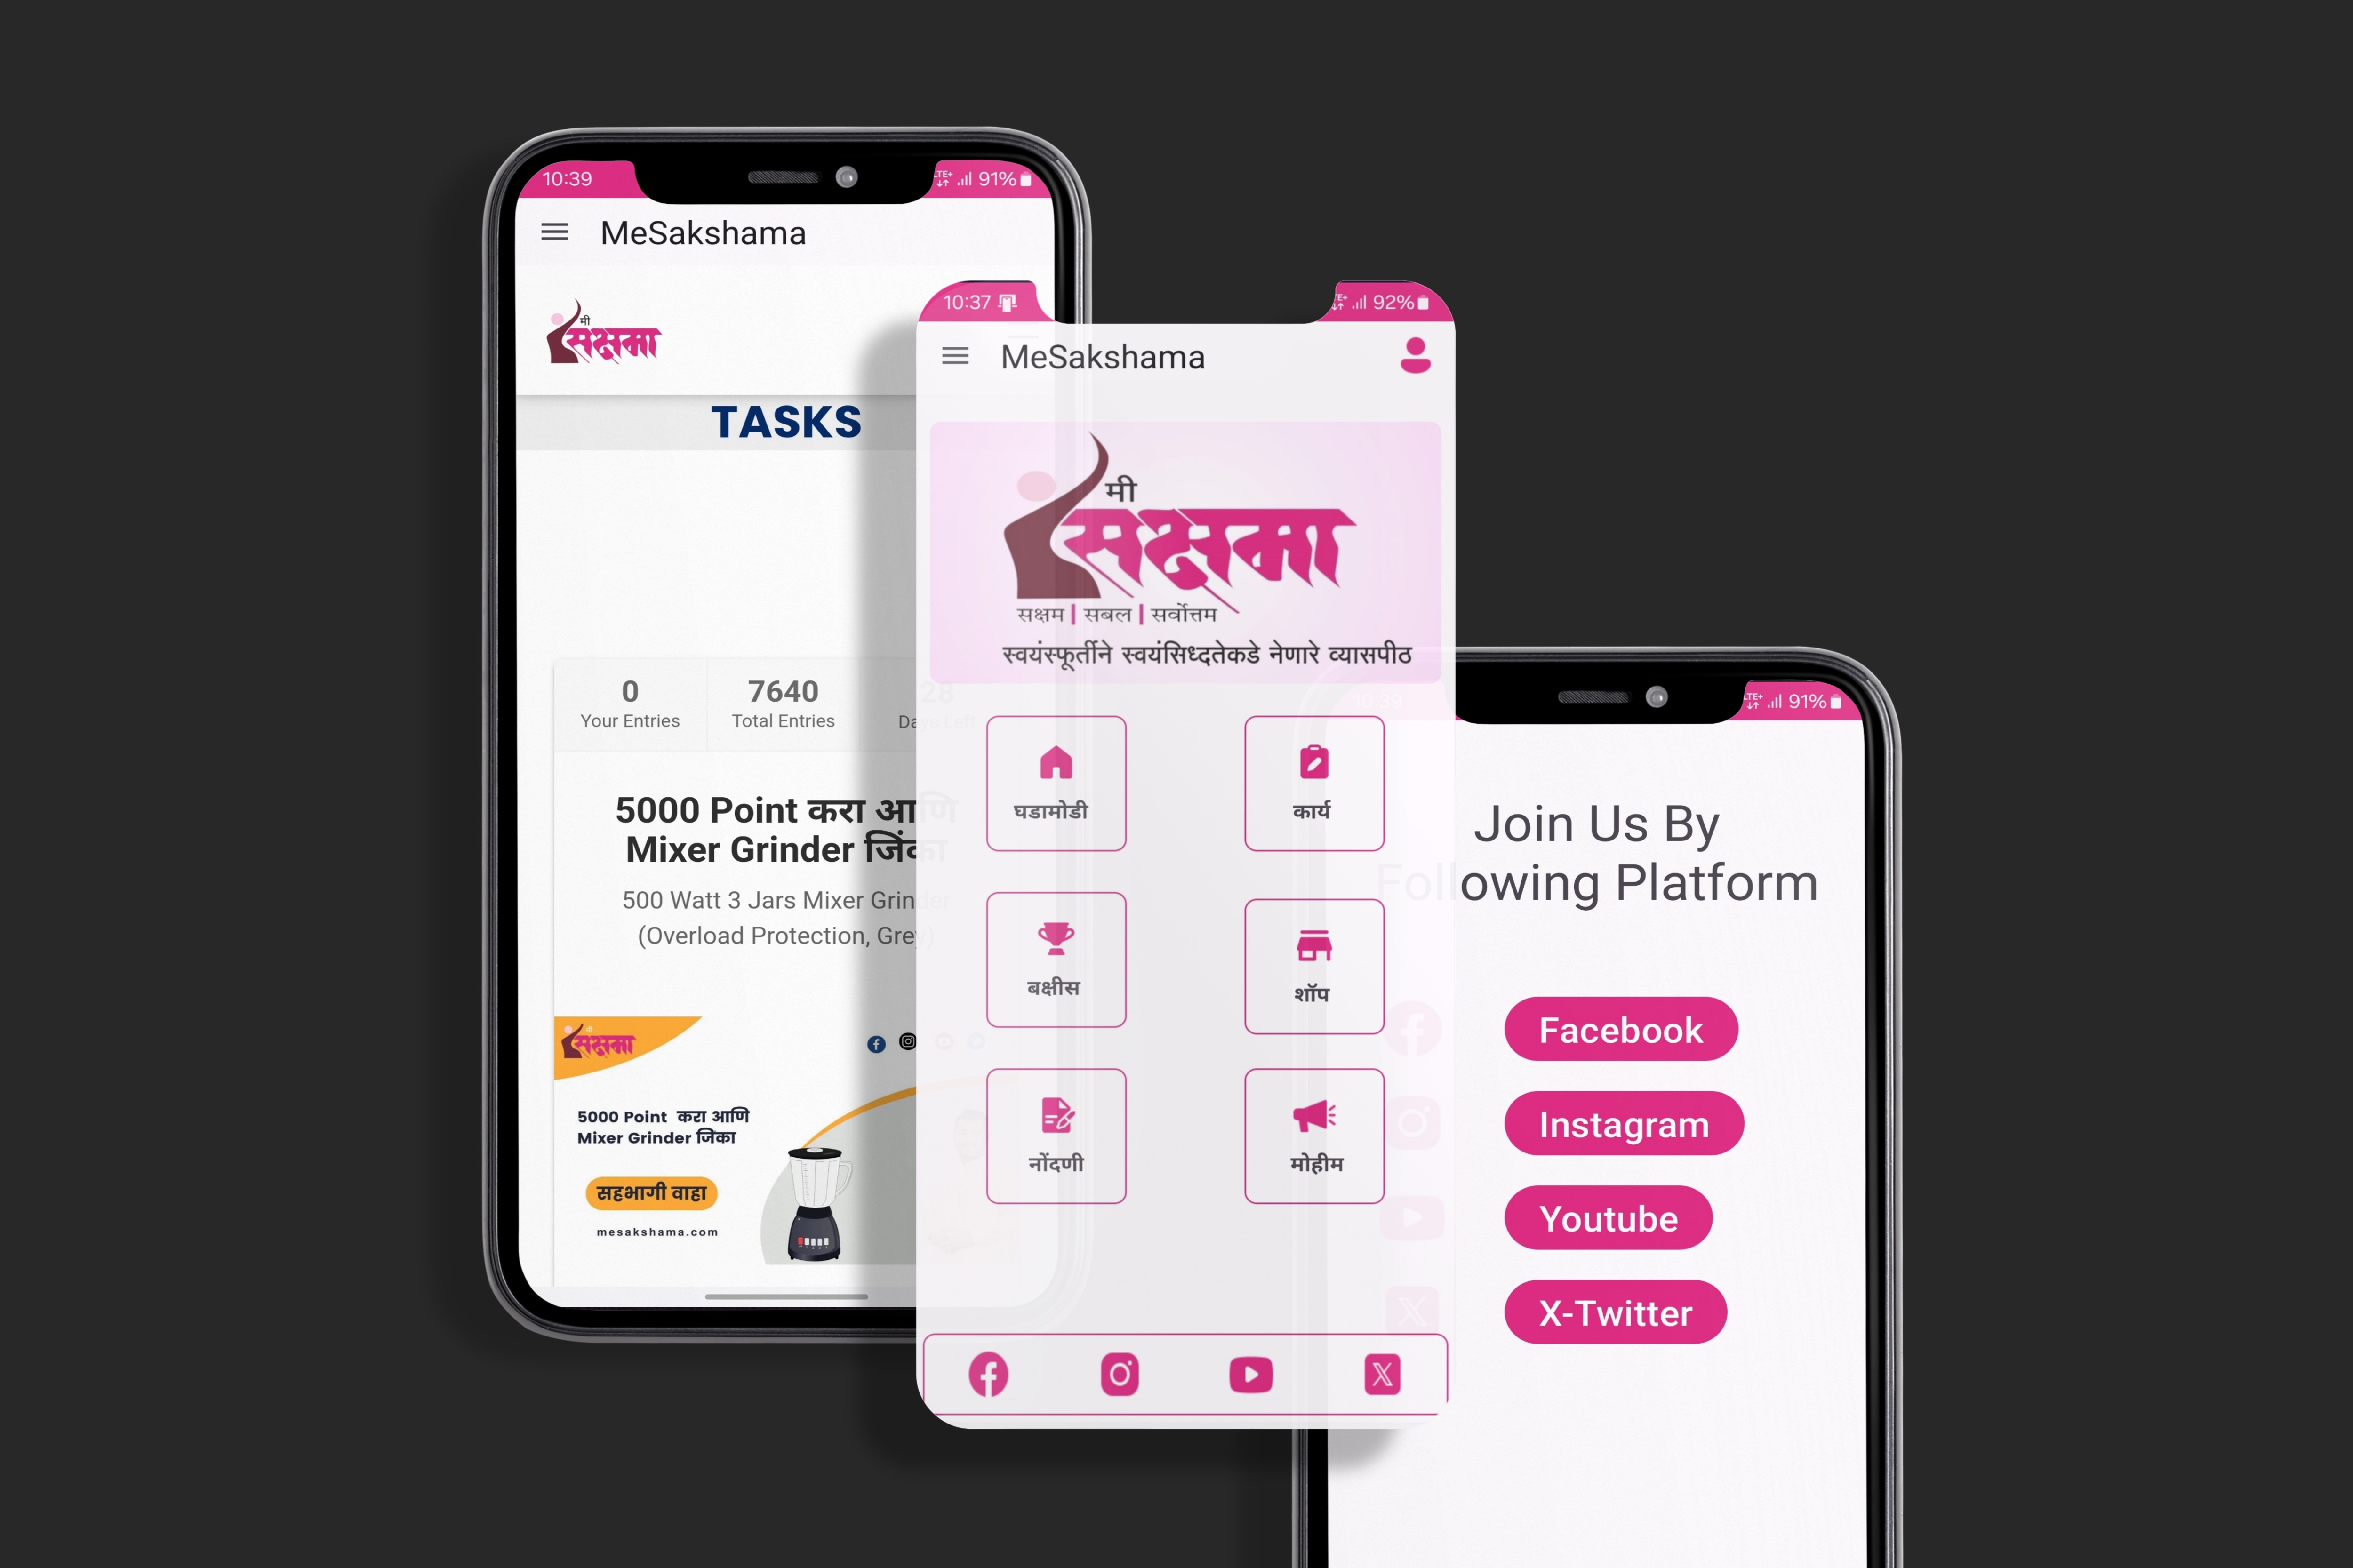 10:39
LTE+ 91%
MeSakshama
मी
सक्षमा
TASKS
0
Your Entries
7640
Total Entries
28
Days Left
5000 Point करा आणि
Mixer Grinder जिंका
500 Watt 3 Jars Mixer Grinder
(Overload Protection, Grey)
मी
सक्षमा
5000 Point करा आणि
Mixer Grinder जिंका
सहभागी वाहा
mesakshama.com
10:37
E+ 92%
MeSakshama
मी
सक्षमा
सक्षम | सबल | सर्वोत्तम
स्वयंस्फूर्तीने स्वयंसिध्दतेकडे नेणारे व्यासपीठ
घडामोडी
कार्य
बक्षीस
शॉप
नोंदणी
मोहीम
10:39
LTE+ 91%
Join Us By
Following Platform
Facebook
Instagram
Youtube
X-Twitter